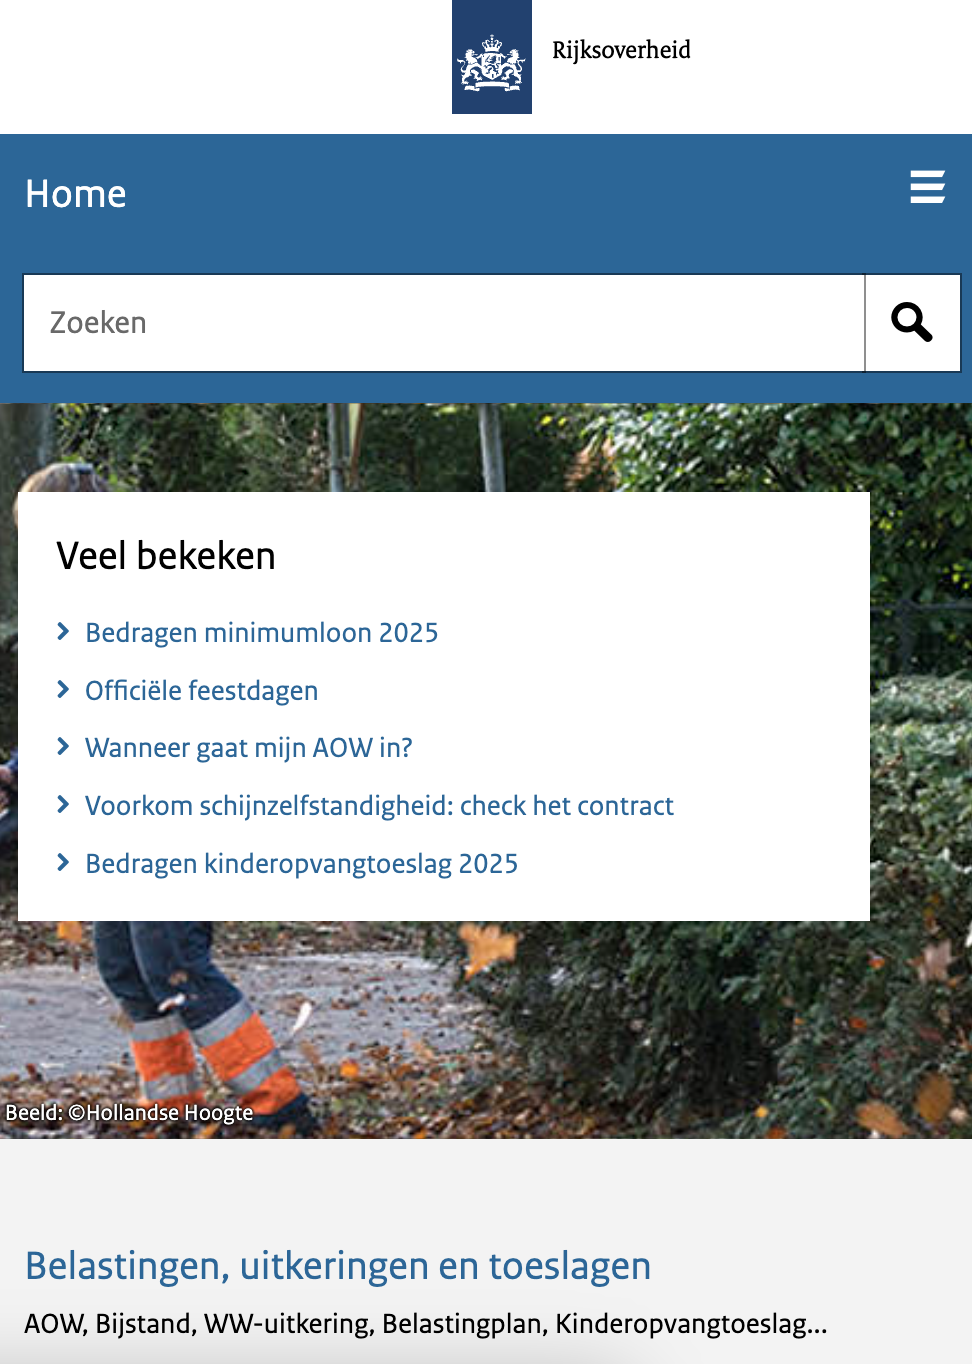 Rijksoverheid
Home
Zoeken
Veel bekeken
Bedragen minimumloon 2025
Officiële feestdagen
Wanneer gaat mijn AOW in?
Voorkom schijnzelfstandigheid: check het contract
Bedragen kinderopvangtoeslag 2025
Beeld: ©Hollandse Hoogte
Belastingen, uitkeringen en toeslagen
AOW, Bijstand, WW-uitkering, Belastingplan, Kinderopvangtoeslag...